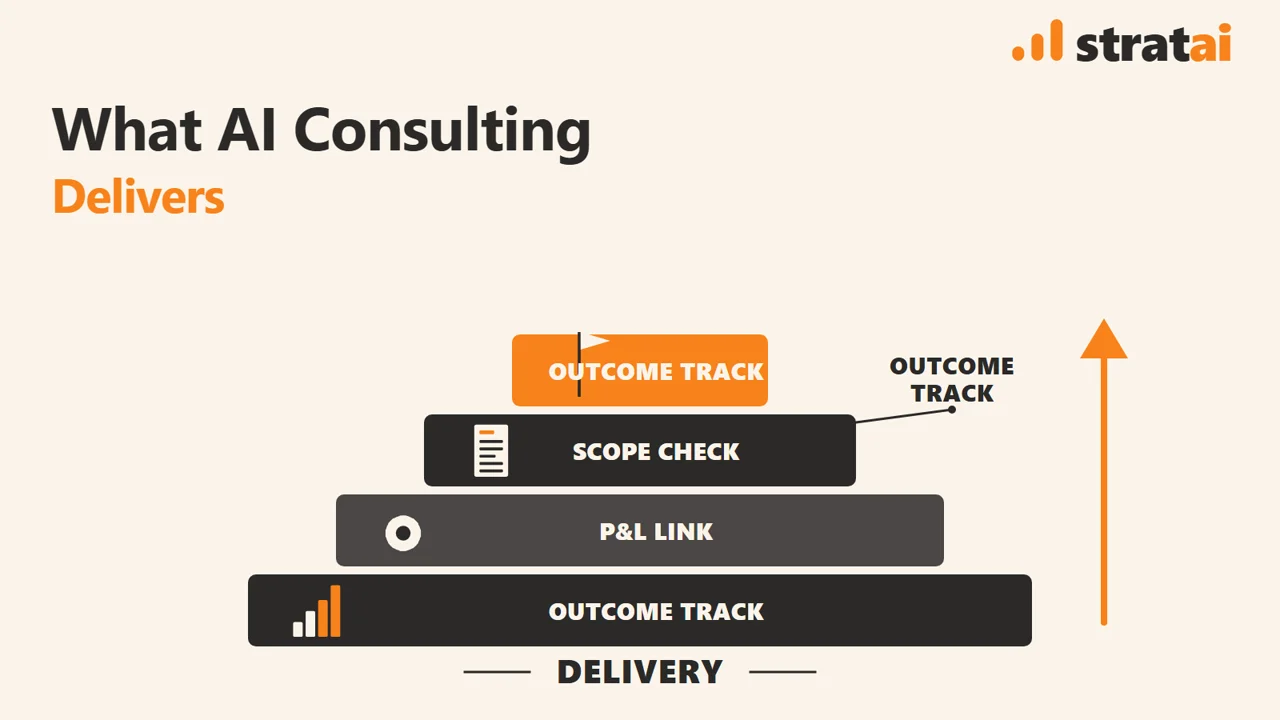 stratai
What AI Consulting
Delivers
OUTCOME TRACK
OUTCOME
TRACK
SCOPE CHECK
P&L LINK
OUTCOME TRACK
DELIVERY